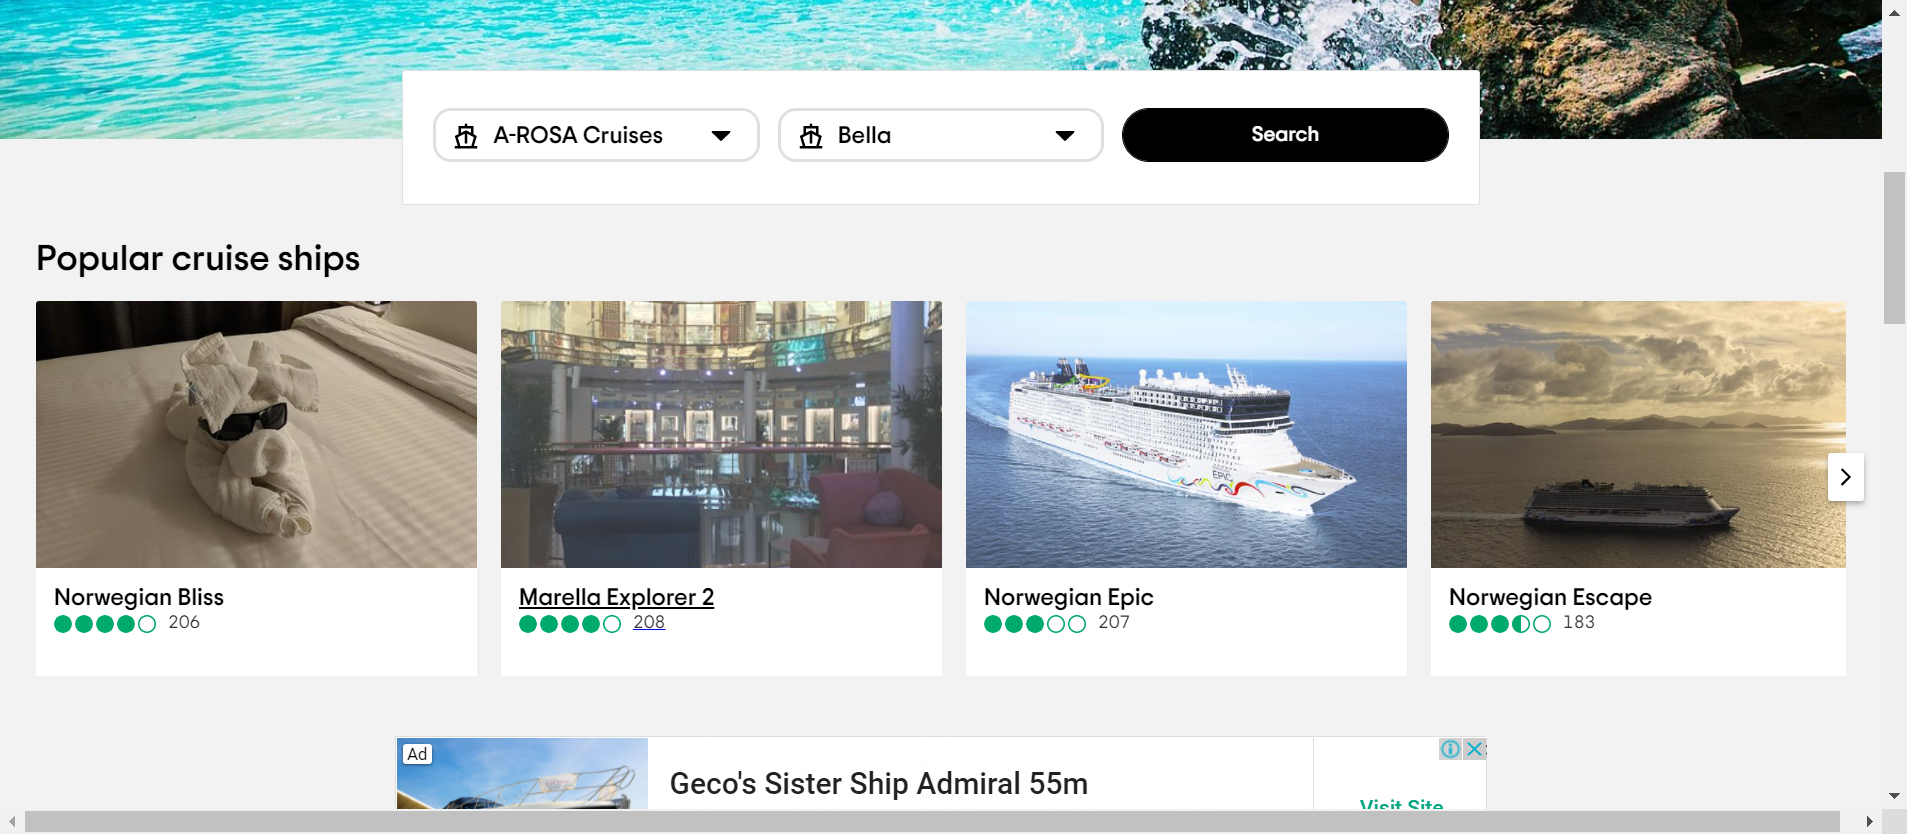 A-ROSA Cruises
Bella
Search
Popular cruise ships
EPIC
Norwegian Bliss
206
Marella Explorer 2
208
Norwegian Epic
207
Norwegian Escape
183
Ad
Geco's Sister Ship Admiral 55m
Visit Site